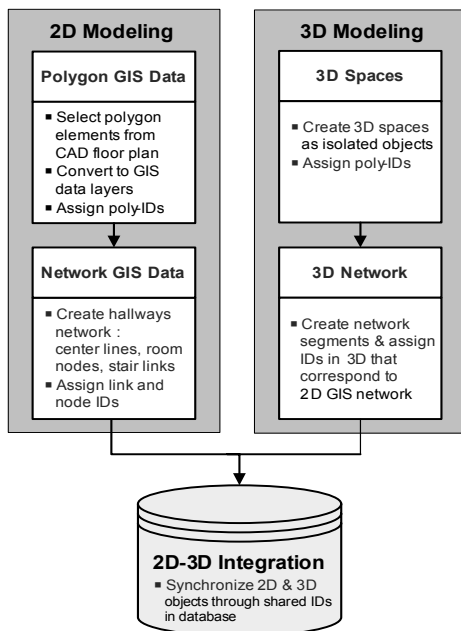 2D Modeling
Polygon GIS Data
▪ Select polygon
elements from
CAD floor plan
▪ Convert to GIS
data layers
▪ Assign poly-IDs
Network GIS Data
▪ Create hallways
network :
center lines, room
nodes, stair links
▪ Assign link and
node IDs
3D Modeling
3D Spaces
▪ Create 3D spaces
as isolated objects
▪ Assign poly-IDs
3D Network
▪ Create network
segments & assign
IDs in 3D that
correspond to
2D GIS network
2D-3D Integration
▪ Synchronize 2D & 3D
objects through shared IDs
in database